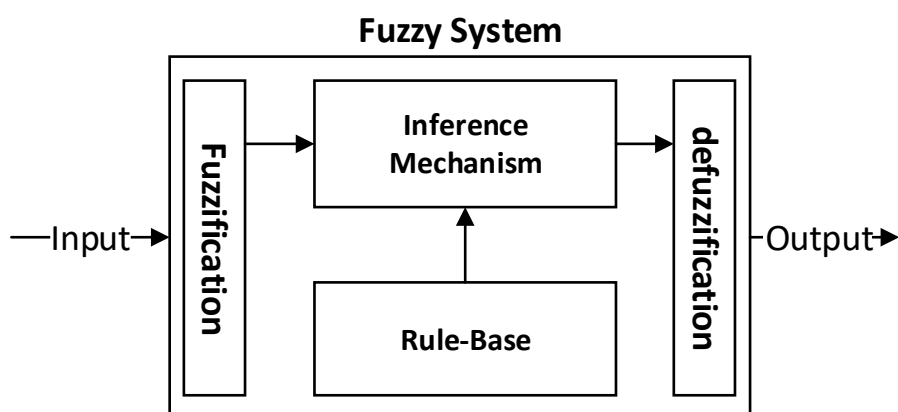 Fuzzy System
Input
Fuzzification
Inference
Mechanism
Rule-Base
defuzzification
Output